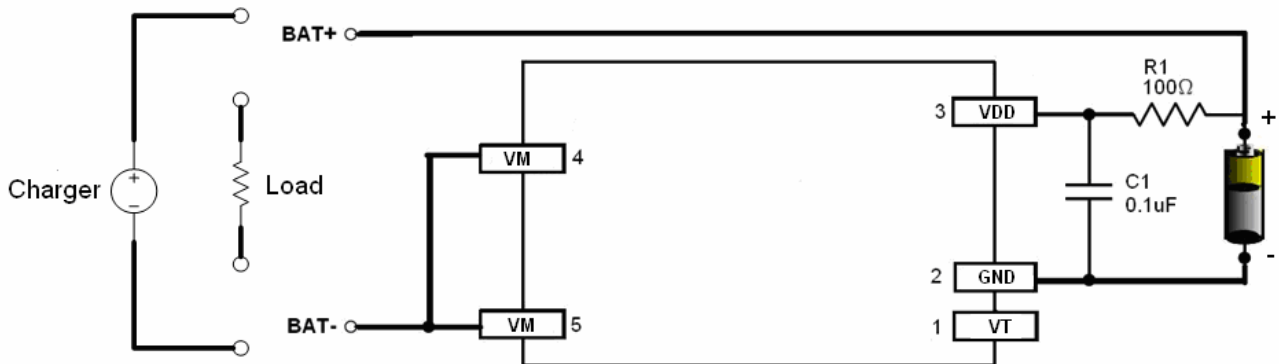 BAT+
R1
100Ω
3 VDD
+
VM 4
Charger
+
−
Load
C1
0.1uF
2 GND
-
BAT-
VM 5
1 VT